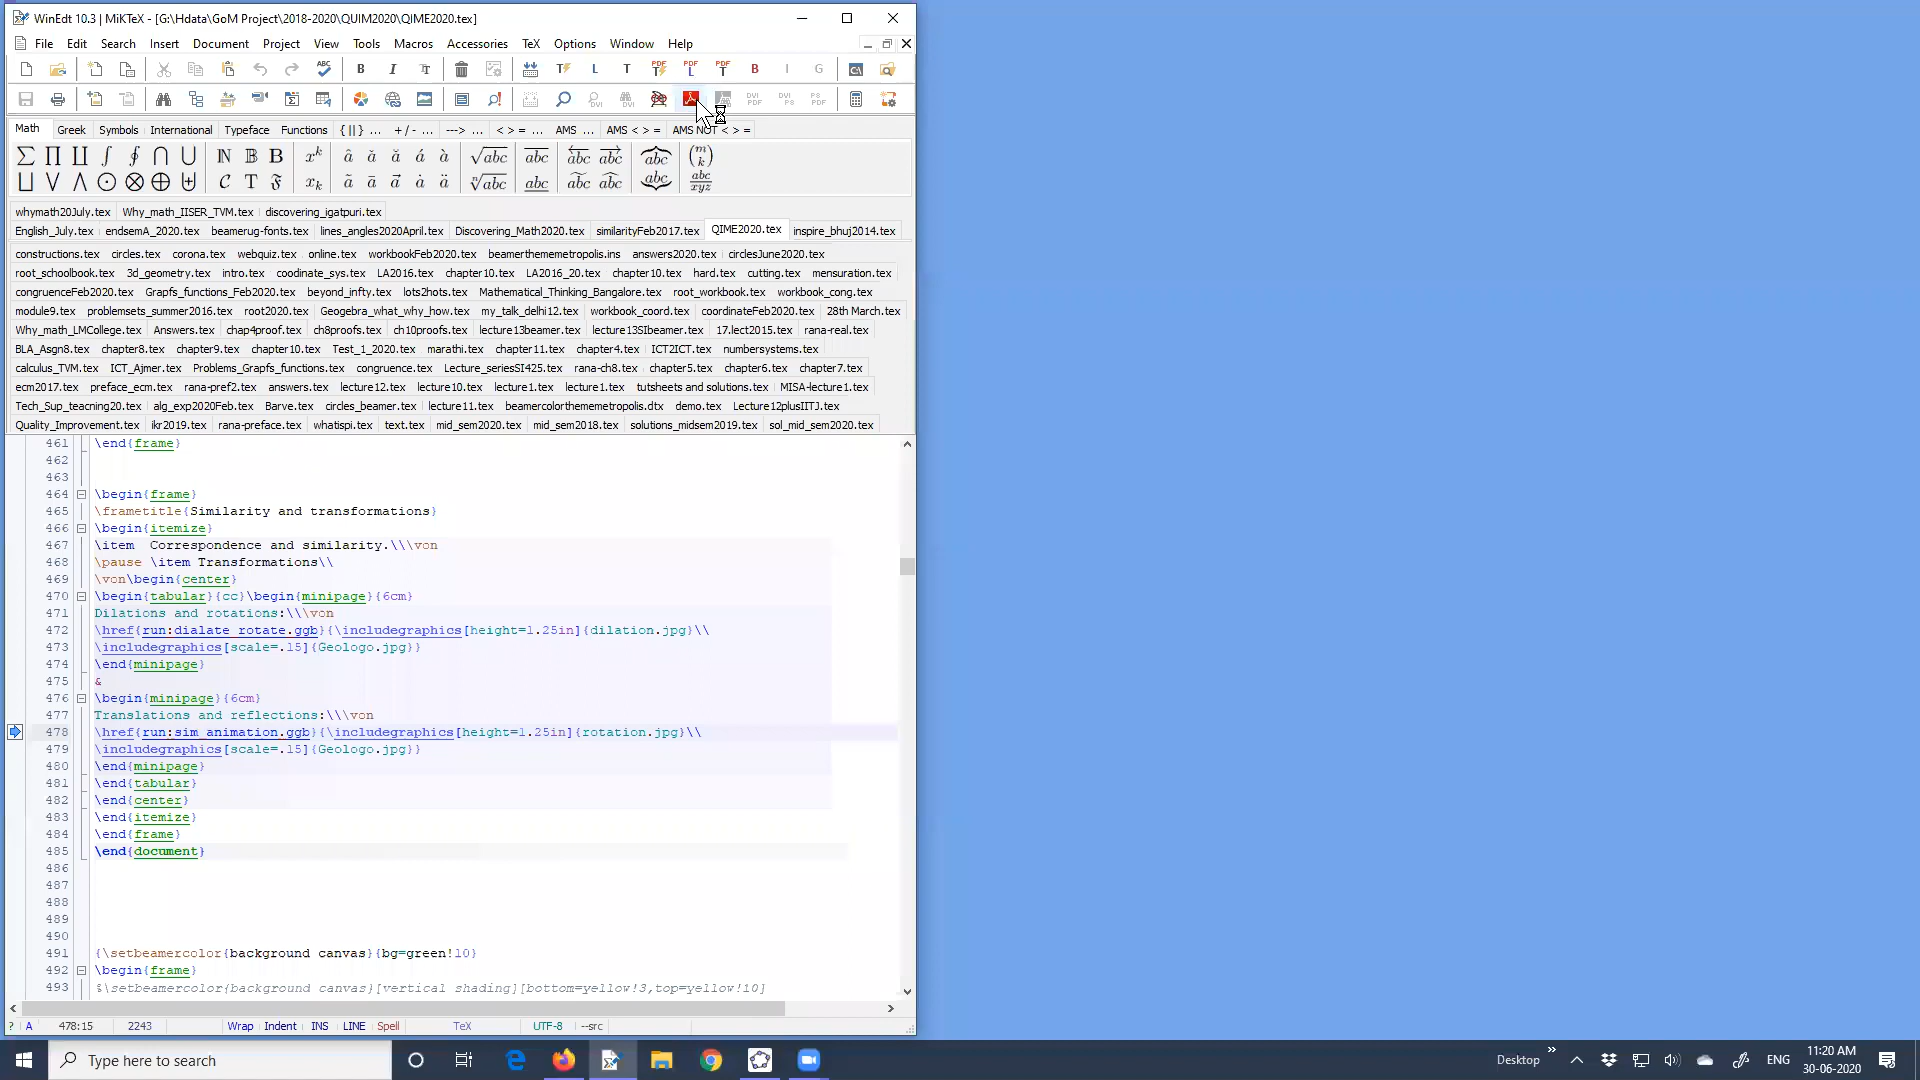 WinEdt 10.3 | MiKTeX - [G:\Hdata\GoM Project\2018-2020\QUIM2020\QIME2020.tex]
File Edit Search Insert Document Project View Tools Macros Accessories TeX Options Window Help
Math Greek Symbols International Typeface Functions { || } ... + / - ... ---> ... < > = ... AMS ... AMS < > = AMS NOT < > =
whymath20July.tex Why_math_IISER_TVM.tex discovering_igatpuri.tex
English_July.tex endsemA_2020.tex beamerug-fonts.tex lines_angles2020April.tex Discovering_Math2020.tex similarityFeb2017.tex QIME2020.tex inspire_bhuj2014.tex
constructions.tex circles.tex corona.tex webquiz.tex online.tex workbookFeb2020.tex beamerthememetropolis.ins answers2020.tex circlesJune2020.tex
root_schoolbook.tex 3d_geometry.tex intro.tex coodinate_sys.tex LA2016.tex chapter10.tex LA2016_20.tex chapter10.tex hard.tex cutting.tex mensuration.tex
congruenceFeb2020.tex Grapfs_functions_Feb2020.tex beyond_infty.tex lots2hots.tex Mathematical_Thinking_Bangalore.tex root_workbook.tex workbook_cong.tex
module9.tex problemsets_summer2016.tex root2020.tex Geogebra_what_why_how.tex my_talk_delhi12.tex workbook_coord.tex coordinateFeb2020.tex 28th March.tex
Why_math_LMCollege.tex Answers.tex chap4proof.tex ch8proofs.tex ch10proofs.tex lecture13beamer.tex lecture13SIbeamer.tex 17.lect2015.tex rana-real.tex
BLA_Asgn8.tex chapter8.tex chapter9.tex chapter10.tex Test_1_2020.tex marathi.tex chapter11.tex chapter4.tex ICT2ICT.tex numbersystems.tex
calculus_TVM.tex ICT_Ajmer.tex Problems_Grapfs_functions.tex congruence.tex Lecture_seriesSI425.tex rana-ch8.tex chapter5.tex chapter6.tex chapter7.tex
ecm2017.tex preface_ecm.tex rana-pref2.tex answers.tex lecture12.tex lecture10.tex lecture1.tex lecture1.tex tutsheets and solutions.tex MISA-lecture1.tex
Tech_Sup_teacning20.tex alg_exp2020Feb.tex Barve.tex circles_beamer.tex lecture11.tex beamercolorthememetropolis.dtx demo.tex Lecture12plusIITJ.tex
Quality_Improvement.tex ikr2019.tex rana-preface.tex whatispi.tex text.tex mid_sem2020.tex mid_sem2018.tex solutions_midsem2019.tex sol_mid_sem2020.tex
461 \end{frame}
462
463
464 \begin{frame}
465 \frametitle{Similarity and transformations}
466 \begin{itemize}
467 \item  Correspondence and similarity.\\\von
468 \pause \item Transformations\\
469 \von\begin{center}
470 \begin{tabular}{cc}\begin{minipage}{6cm}
471 Dilations and rotations:\\\von
472 \href{run:dialate_rotate.ggb}{\includegraphics[height=1.25in]{dilation.jpg}\\
473 \includegraphics[scale=.15]{Geologo.jpg}}
474 \end{minipage}
475 &
476 \begin{minipage}{6cm}
477 Translations and reflections:\\\von
478 \href{run:sim_animation.ggb}{\includegraphics[height=1.25in]{rotation.jpg}\\
479 \includegraphics[scale=.15]{Geologo.jpg}}
480 \end{minipage}
481 \end{tabular}
482 \end{center}
483 \end{itemize}
484 \end{frame}
485 \end{document}
486
487
488
489
490
491 {\setbeamercolor{background canvas}{bg=green!10}
492 \begin{frame}
493 %\setbeamercolor{background canvas}[vertical shading][bottom=yellow!3,top=yellow!10]
? A 478:15 2243 Wrap Indent INS LINE Spell TeX UTF-8 --src
Type here to search
Desktop ENG 11:20 AM
30-06-2020